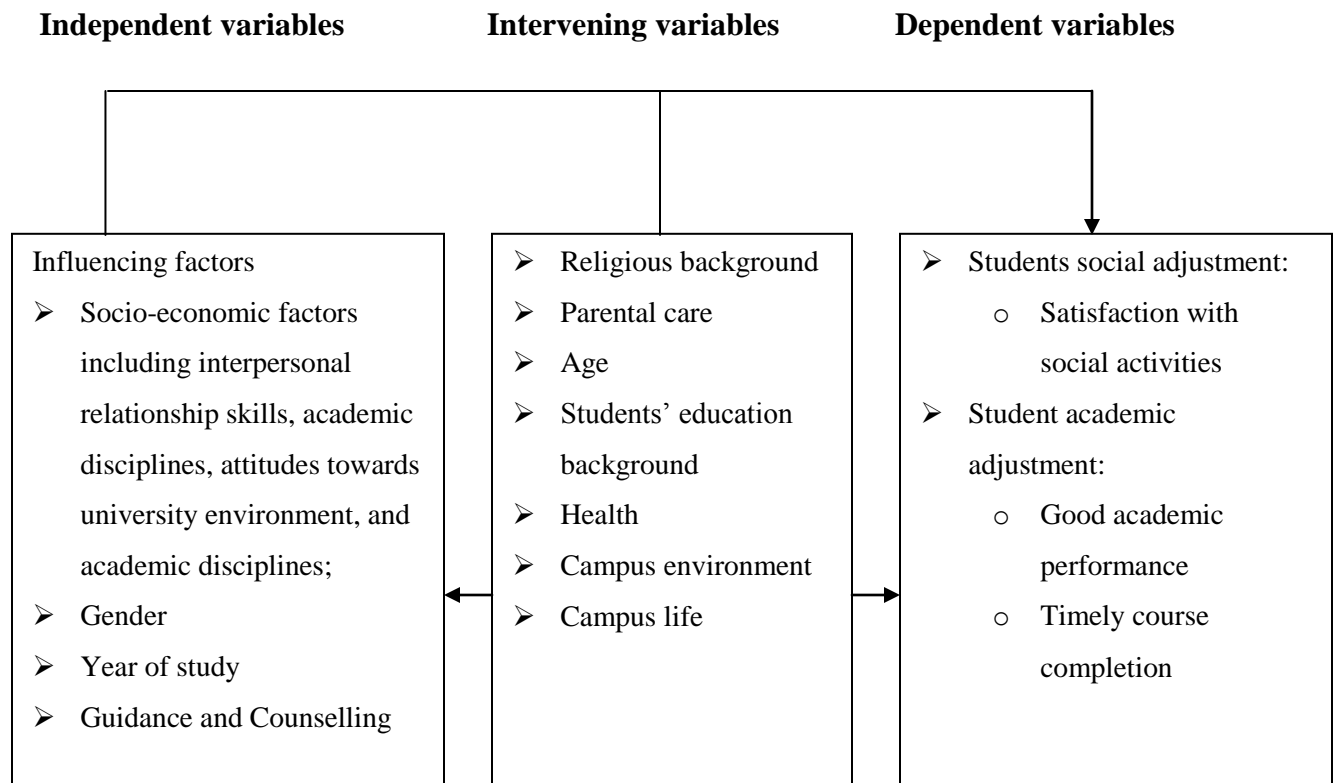 Independent variables
Intervening variables
Dependent variables
Influencing factors
➢ Socio-economic factors
including interpersonal
relationship skills, academic
disciplines, attitudes towards
university environment, and
academic disciplines;
➢ Gender
➢ Year of study
➢ Guidance and Counselling
➢ Religious background
➢ Parental care
➢ Age
➢ Students’ education
background
➢ Health
➢ Campus environment
➢ Campus life
➢ Students social adjustment:
o Satisfaction with
social activities
➢ Student academic
adjustment:
o Good academic
performance
o Timely course
completion